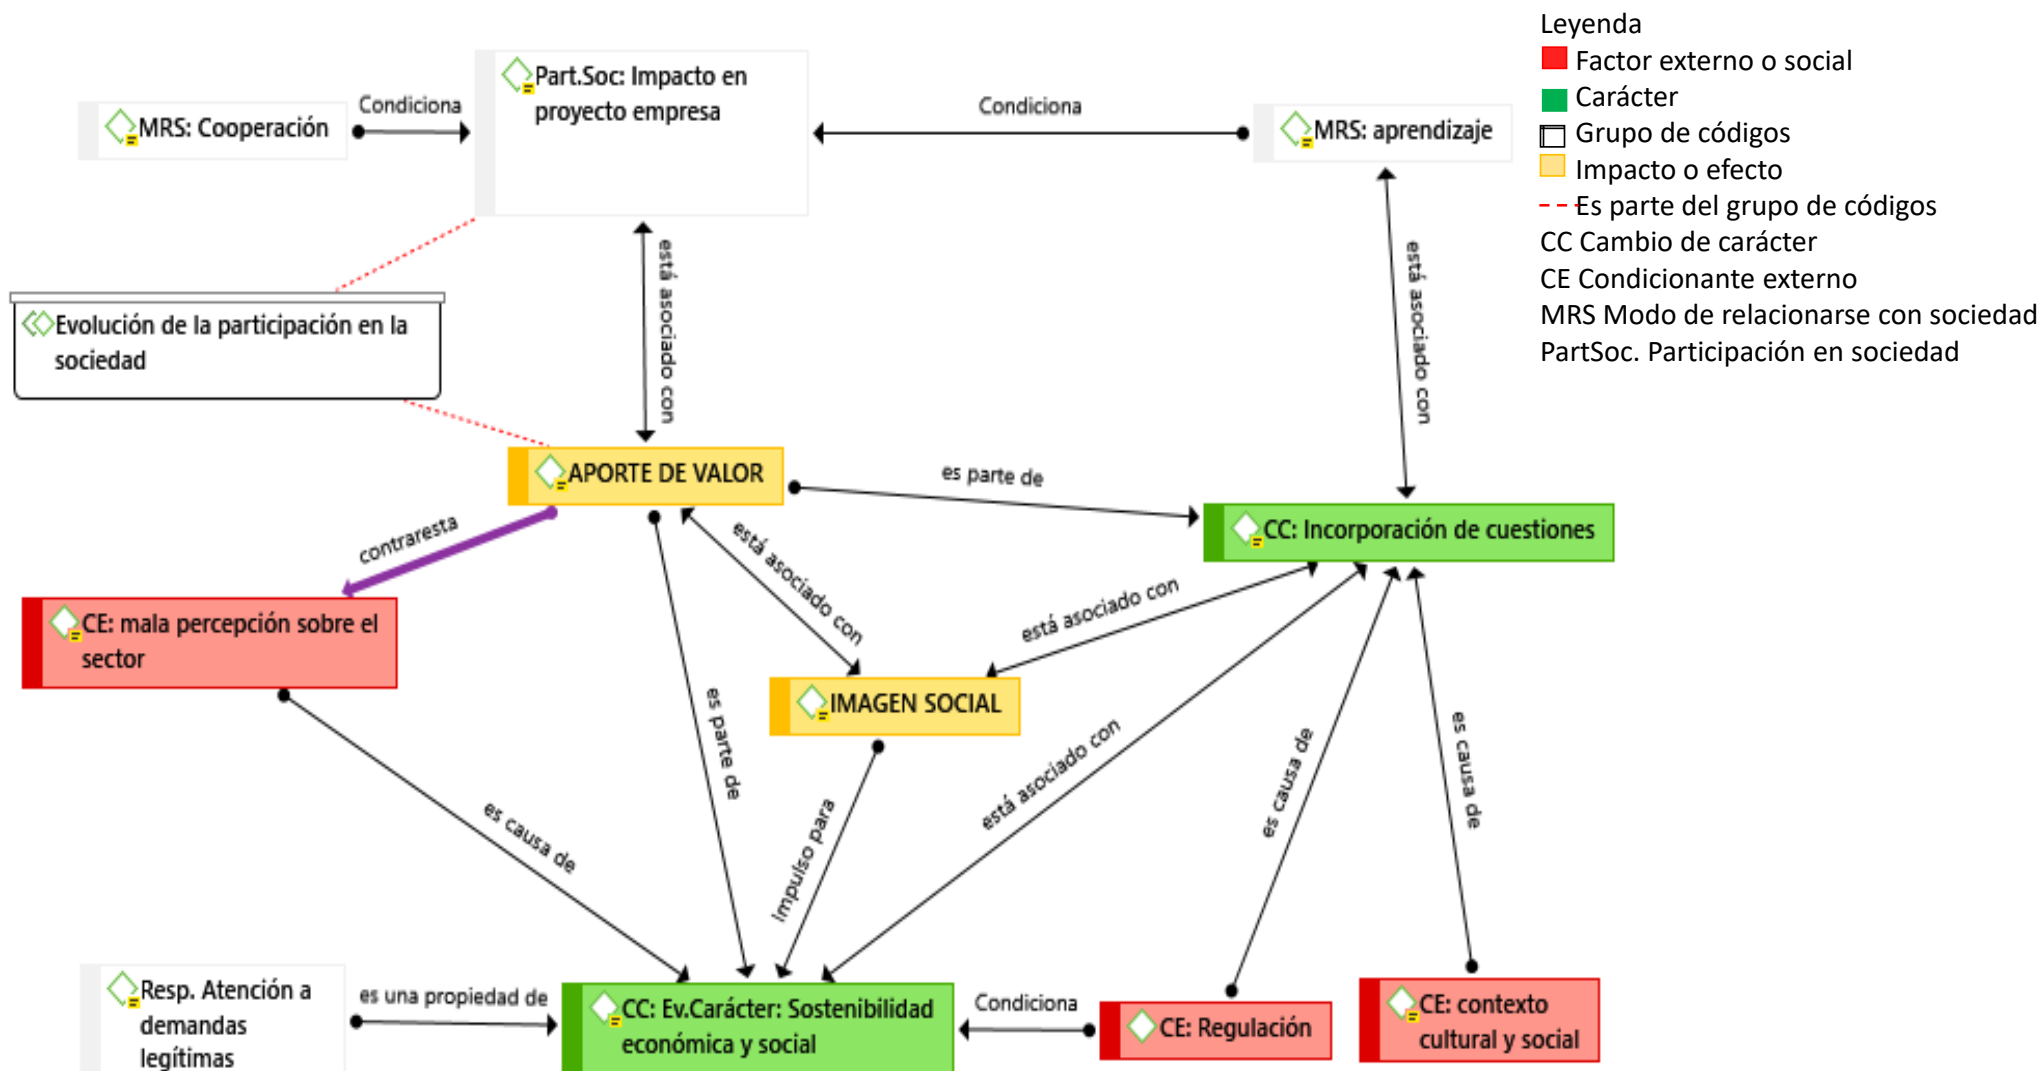 Leyenda
Factor externo o social
Carácter
Grupo de códigos
Impacto o efecto
Es parte del grupo de códigos
CC Cambio de carácter
CE Condicionante externo
MRS Modo de relacionarse con sociedad
PartSoc. Participación en sociedad
MRS: Cooperación
Condiciona
Part.Soc: Impacto en
proyecto empresa
Condiciona
MRS: aprendizaje
está asociado con
está asociado con
Evolución de la participación en la
sociedad
APORTE DE VALOR
es parte de
CC: Incorporación de cuestiones
contraresta
está asociado con
está asociado con
CE: mala percepción sobre el
sector
IMAGEN SOCIAL
es parte de
es causa de
Impulso para
está asociado con
es causa de
es causa de
Resp. Atención a
demandas
legítimas
es una propiedad de
CC: Ev.Carácter: Sostenibilidad
económica y social
Condiciona
CE: Regulación
CE: contexto
cultural y social